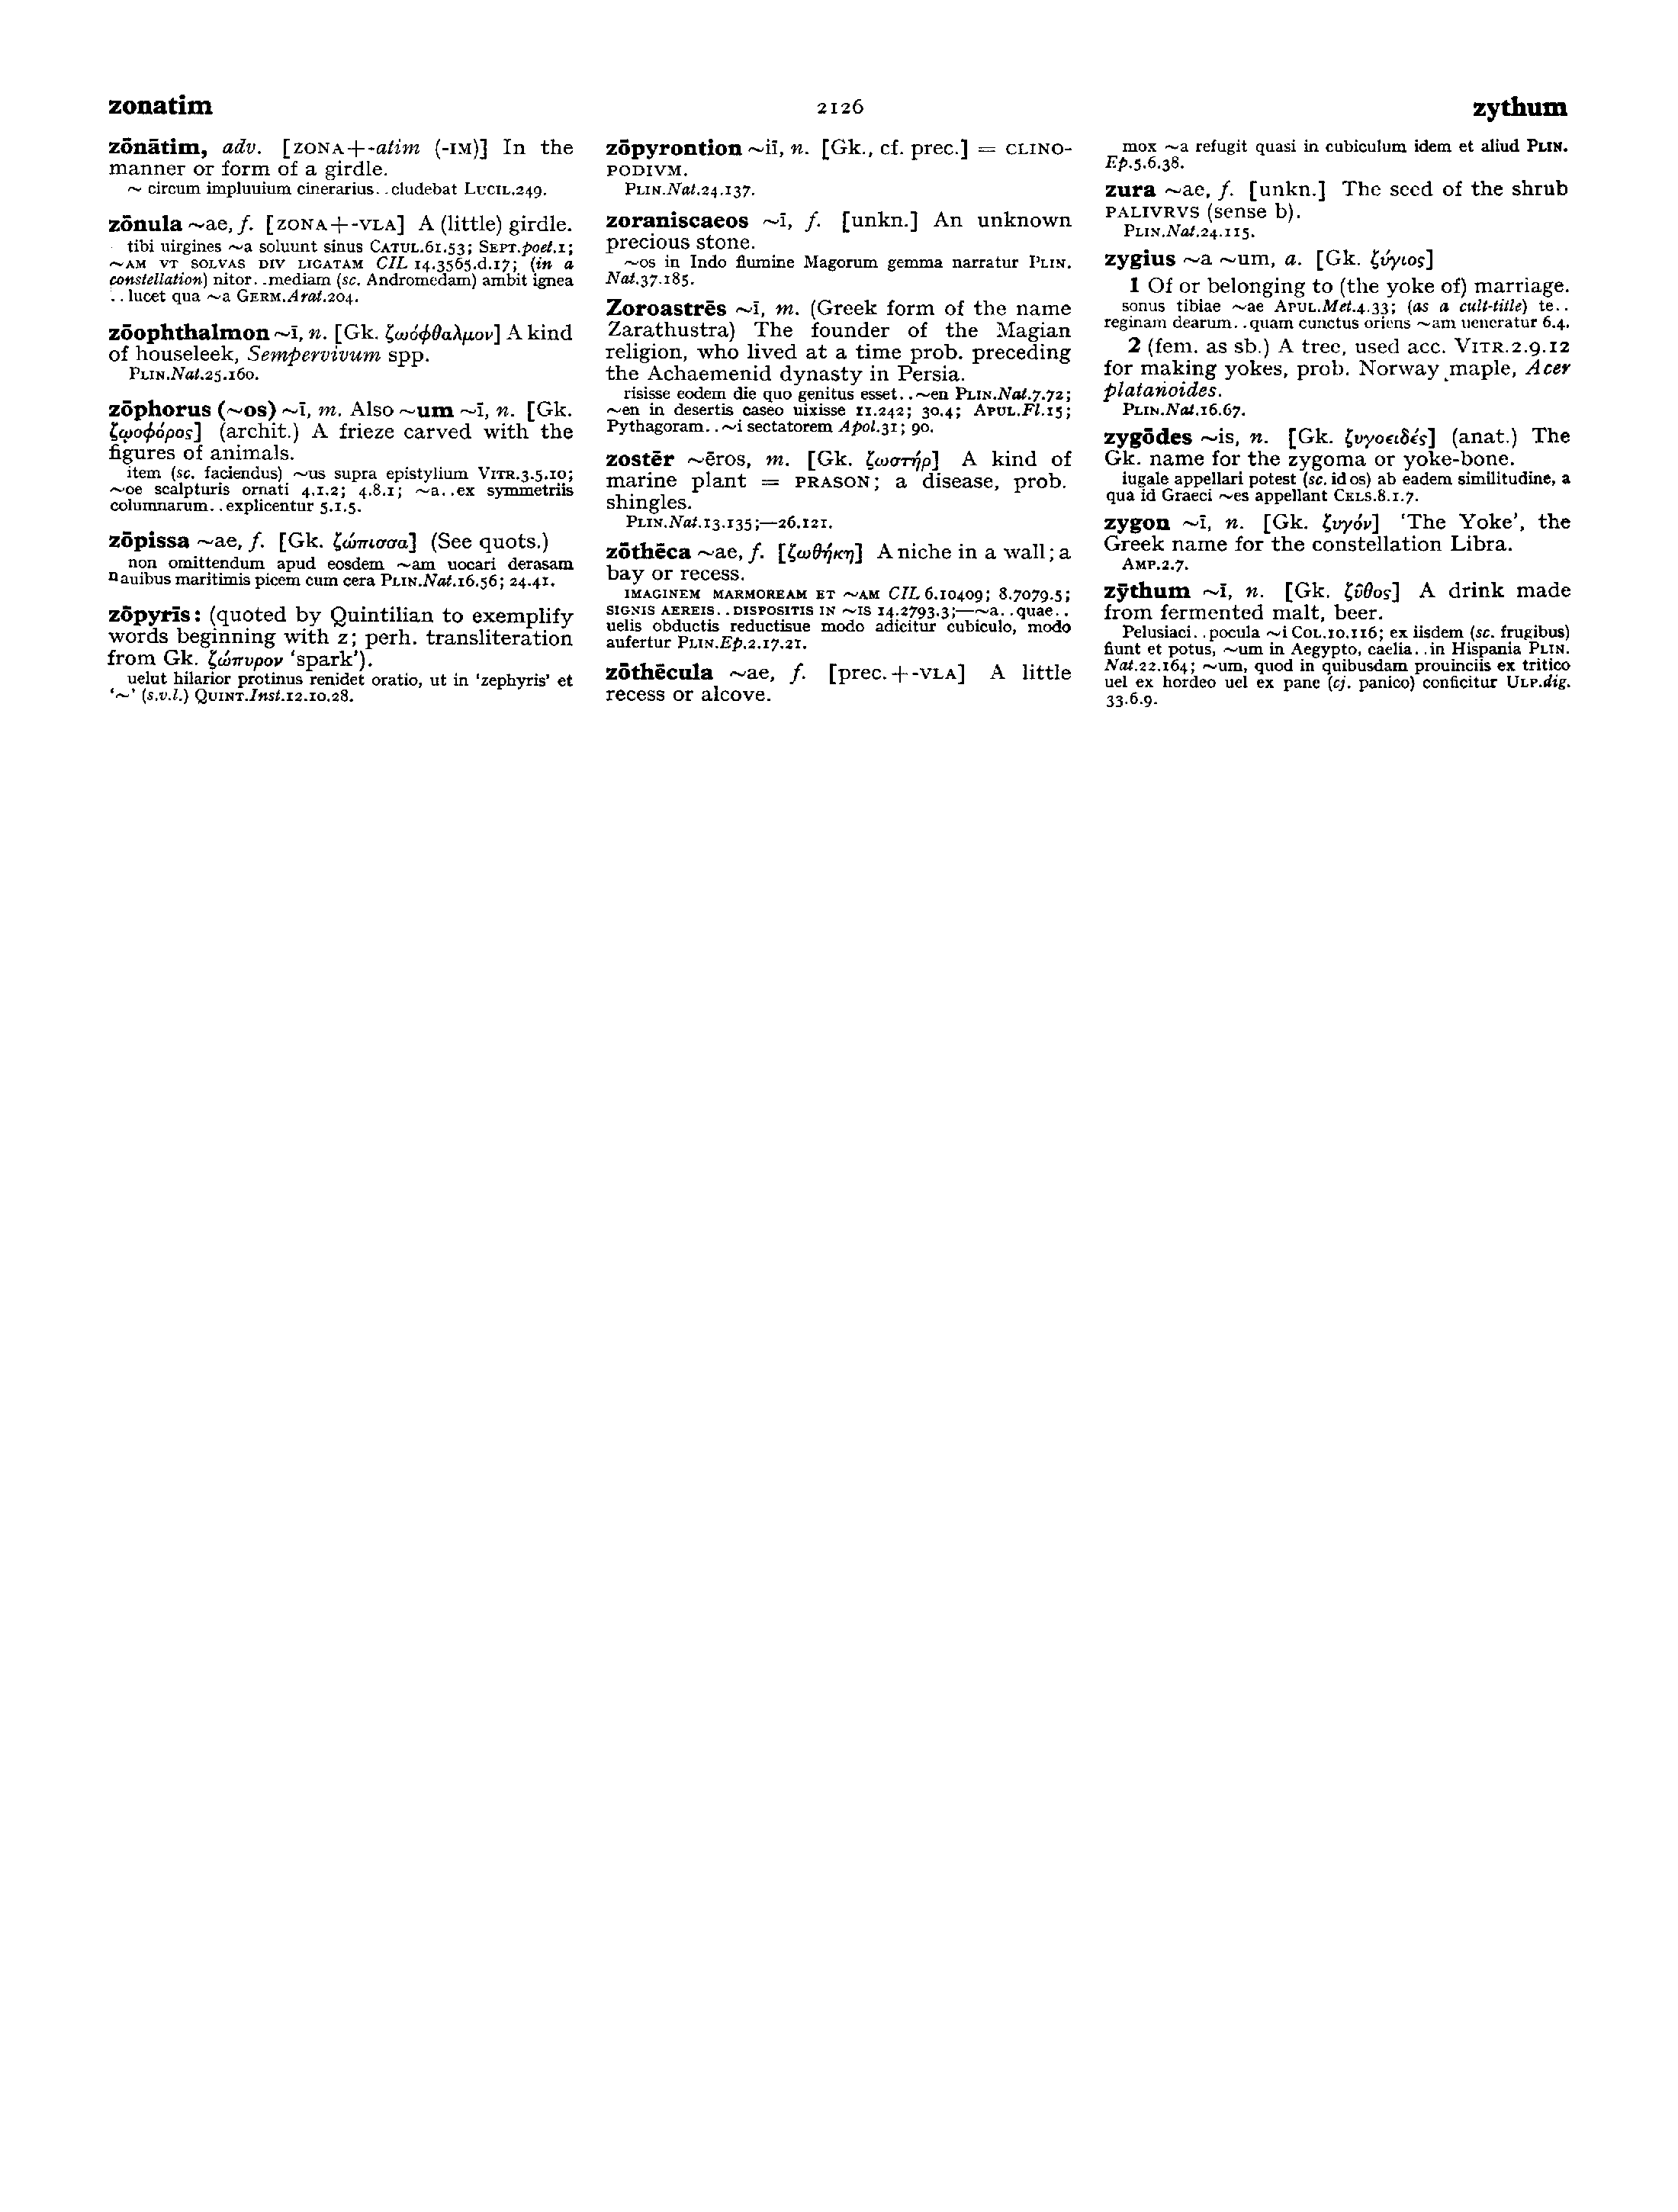 zonatim
2126
zythum
zōnātim, adv. [ZONA+-atim (-IM)] In the
manner or form of a girdle.
~ circum impluuium cinerarius. .cludebat LUCIL.249.
zōnula ~ae, f. [ZONA+-VLA] A (little) girdle.
tibi uirgines ~a soluunt sinus CATUL.61.53; SEPT.poet.1;
~AM VT SOLVAS DIV LIGATAM CIL 14.3565.d.17; (in a
constellation) nitor. .mediam (sc. Andromedam) ambit ignea
. . lucet qua ~a GERM.Arat.204.
zōophthalmon ~ī, n. [Gk. ζωόφθαλμον] A kind
of houseleek, Sempervivum spp.
PLIN.Nat.25.160.
zōphorus (~os) ~ī, m. Also ~um ~ī, n. [Gk.
ζῳοφόρος] (archit.) A frieze carved with the
figures of animals.
item (sc. faciendus) ~us supra epistylium VITR.3.5.10;
~oe scalpturis ornati 4.1.2; 4.8.1; ~a. .ex symmetriis
columnarum. .explicentur 5.1.5.
zōpissa ~ae, f. [Gk. ζώπισσα] (See quots.)
non omittendum apud eosdem ~am uocari derasam
nauibus maritimis picem cum cera PLIN.Nat.16.56; 24.41.
zōpyrīs: (quoted by Quintilian to exemplify
words beginning with z; perh. transliteration
from Gk. ζώπυρον 'spark').
uelut hilarior protinus renidet oratio, ut in 'zephyris' et
'~' (s.v.l.) QUINT.Inst.12.10.28.
zōpyrontion ~iī, n. [Gk., cf. prec.] = CLINO-
PODIVM.
PLIN.Nat.24.137.
zoraniscaeos ~ī, f. [unkn.] An unknown
precious stone.
~os in Indo flumine Magorum gemma narratur PLIN.
Nat.37.185.
Zoroastrēs ~ī, m. (Greek form of the name
Zarathustra) The founder of the Magian
religion, who lived at a time prob. preceding
the Achaemenid dynasty in Persia.
risisse eodem die quo genitus esset. .~en PLIN.Nat.7.72;
~en in desertis caseo uixisse 11.242; 30.4; APUL.Fl.15;
Pythagoram. .~i sectatorem Apol.31; 90.
zostēr ~ēros, m. [Gk. ζωστήρ] A kind of
marine plant = PRASON; a disease, prob.
shingles.
PLIN.Nat.13.135;—26.121.
zōthēca ~ae, f. [ζωθήκη] A niche in a wall; a
bay or recess.
IMAGINEM MARMOREAM ET ~AM CIL 6.10409; 8.7079.5;
SIGNIS AEREIS. .DISPOSITIS IN ~IS 14.2793.3;—~a. .quae. .
uelis obductis reductisue modo adicitur cubiculo, modo
aufertur PLIN.Ep.2.17.21.
zōthēcula ~ae, f. [prec.+-VLA] A little
recess or alcove.
mox ~a refugit quasi in cubiculum idem et aliud PLIN.
Ep.5.6.38.
zura ~ae, f. [unkn.] The seed of the shrub
PALIVRVS (sense b).
PLIN.Nat.24.115.
zygius ~a ~um, a. [Gk. ζύγιος]
1 Of or belonging to (the yoke of) marriage.
sonus tibiae ~ae APUL.Met.4.33; (as a cult-title) te. .
reginam dearum. .quam cunctus oriens ~am ueneratur 6.4.
2 (fem. as sb.) A tree, used acc. VITR.2.9.12
for making yokes, prob. Norway maple, Acer
platanoides.
PLIN.Nat.16.67.
zygōdes ~is, n. [Gk. ζυγοειδές] (anat.) The
Gk. name for the zygoma or yoke-bone.
iugale appellari potest (sc. id os) ab eadem similitudine, a
qua id Graeci ~es appellant CELS.8.1.7.
zygon ~ī, n. [Gk. ζυγόν] 'The Yoke', the
Greek name for the constellation Libra.
AMP.2.7.
zȳthum ~ī, n. [Gk. ζῦθος] A drink made
from fermented malt, beer.
Pelusiaci. .pocula ~i COL.10.116; ex iisdem (sc. frugibus)
fiunt et potus, ~um in Aegypto, caelia. .in Hispania PLIN.
Nat.22.164; ~um, quod in quibusdam prouinciis ex tritico
uel ex hordeo uel ex pane (cj. panico) conficitur ULP.dig.
33.6.9.